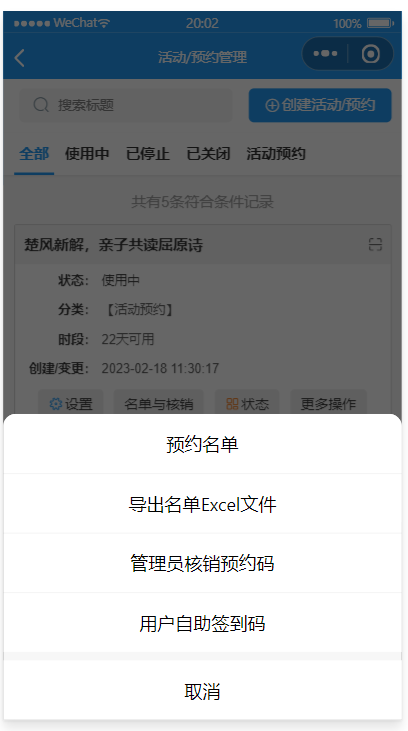 WeChat 20:02 100%
活动/预约管理
搜索标题 创建活动/预约
全部 使用中 已停止 已关闭 活动预约
共有5条符合条件记录
楚风新解，亲子共读屈原诗
状态: 使用中
分类: 【活动预约】
时段: 22天可用
创建/变更: 2023-02-18 11:30:17
设置 名单与核销 状态 更多操作
预约名单
导出名单Excel文件
管理员核销预约码
用户自助签到码
取消